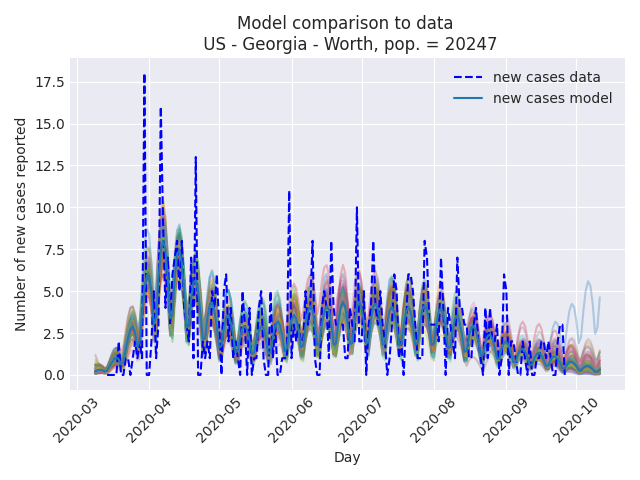 Model comparison to data
US - Georgia - Worth, pop. = 20247
new cases data
new cases model
Number of new cases reported
17.5
15.0
12.5
10.0
7.5
5.0
2.5
0.0
2020-03
2020-04
2020-05
2020-06
2020-07
2020-08
2020-09
2020-10
Day